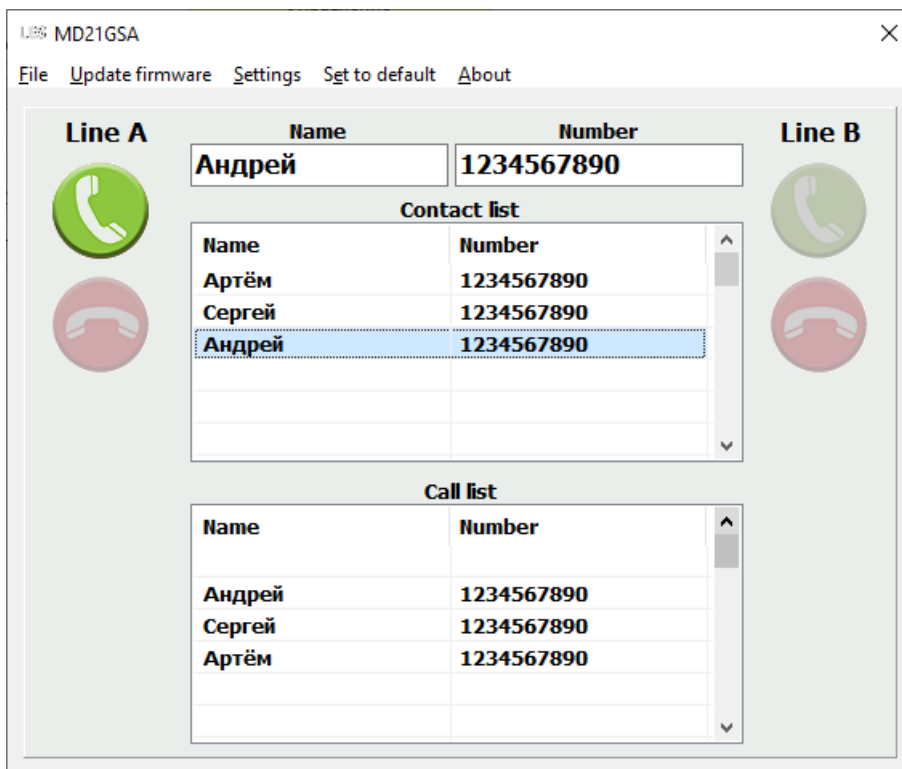 MD21GSA
File Update firmware Settings Set to default About
Line A
Name Number
Line B
Андрей 1234567890
Contact list
Name Number
Артём 1234567890
Сергей 1234567890
Андрей 1234567890
Call list
Name Number
Андрей 1234567890
Сергей 1234567890
Артём 1234567890